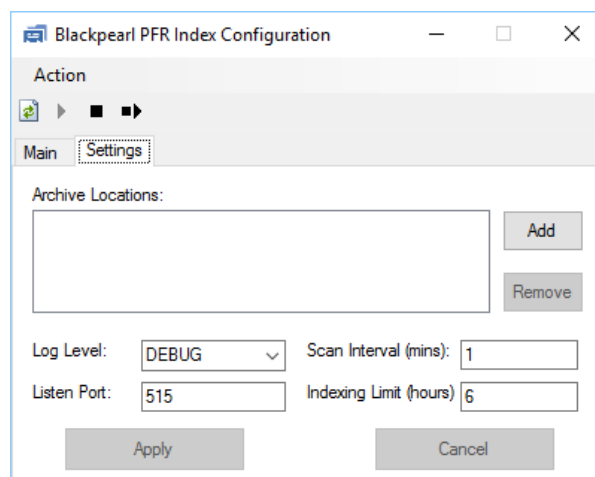 Blackpearl PFR Index Configuration
Action
Main Settings
Archive Locations:
Add
Remove
Log Level: DEBUG Scan Interval (mins): 1
Listen Port: 515 Indexing Limit (hours) 6
Apply Cancel